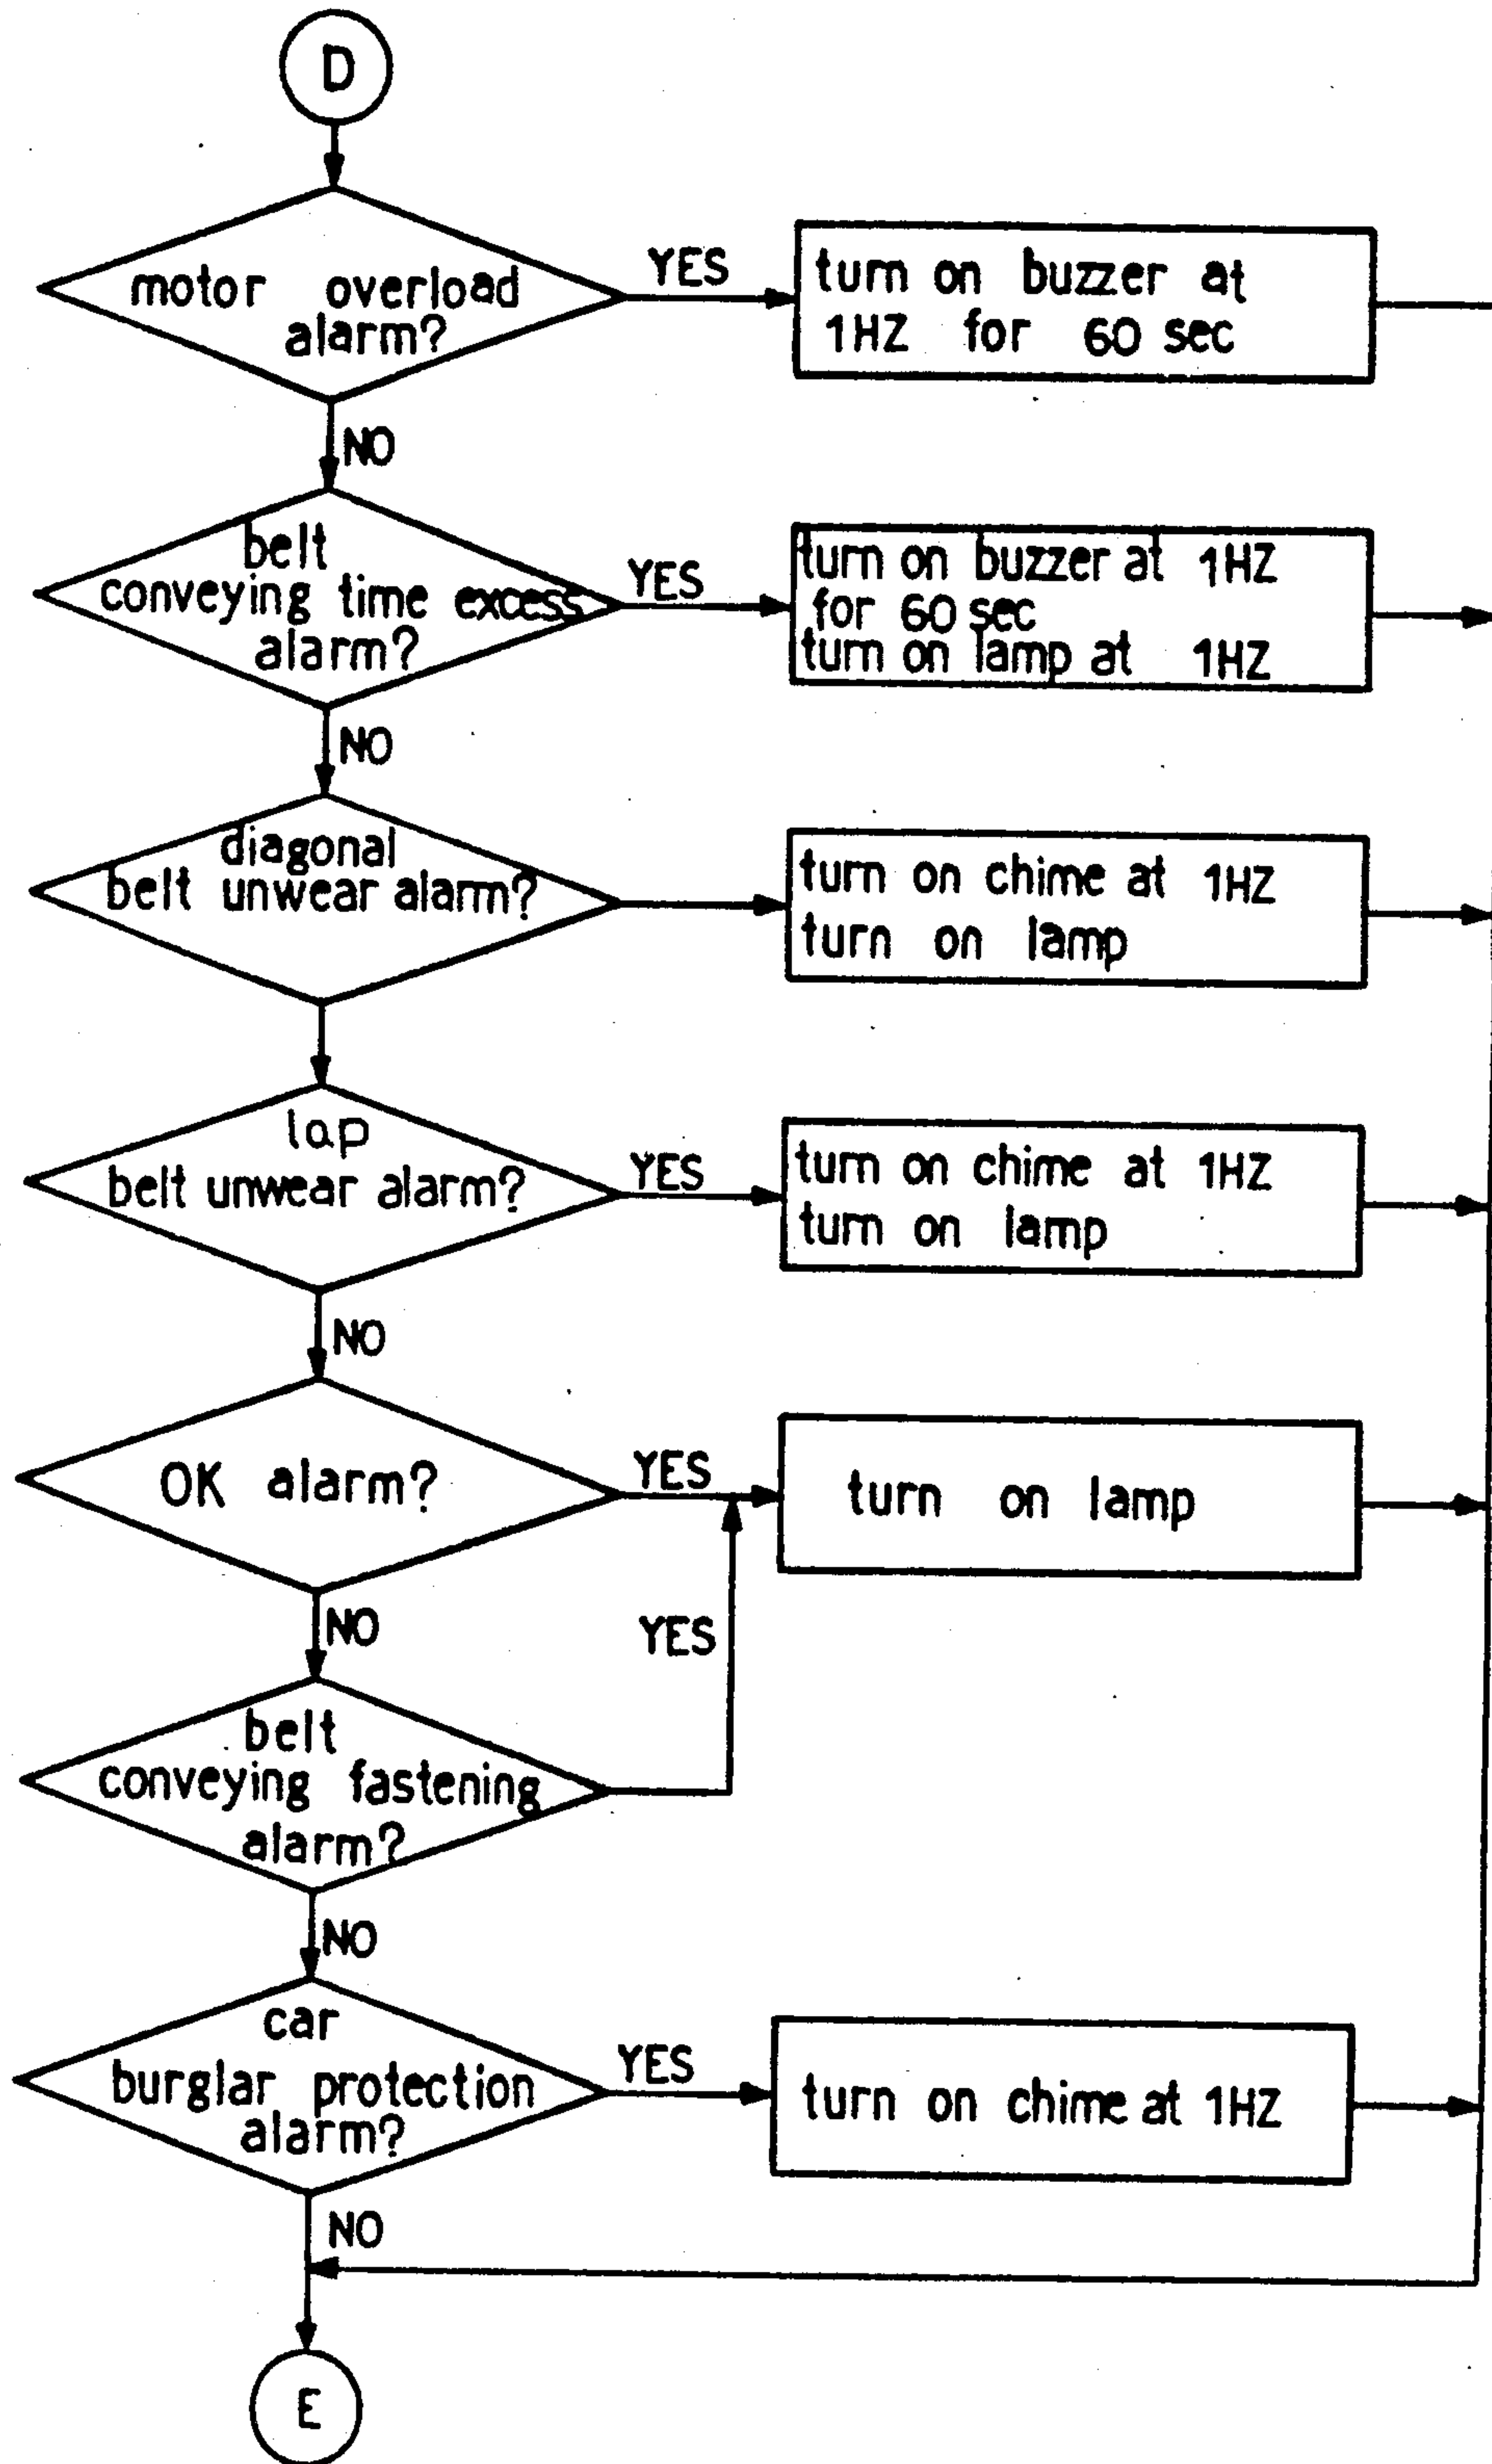 D
motor overload
alarm?
YES
turn on buzzer at
1HZ for 60 sec
NO
belt
conveying time excess
alarm?
YES
turn on buzzer at 1HZ
for 60 sec
turn on lamp at 1HZ
NO
diagonal
belt unwear alarm?
turn on chime at 1HZ
turn on lamp
lap
belt unwear alarm?
YES
turn on chime at 1HZ
turn on lamp
NO
OK alarm?
YES
turn on lamp
NO
YES
belt
conveying fastening
alarm?
NO
car
burglar protection
alarm?
YES
turn on chime at 1HZ
NO
E